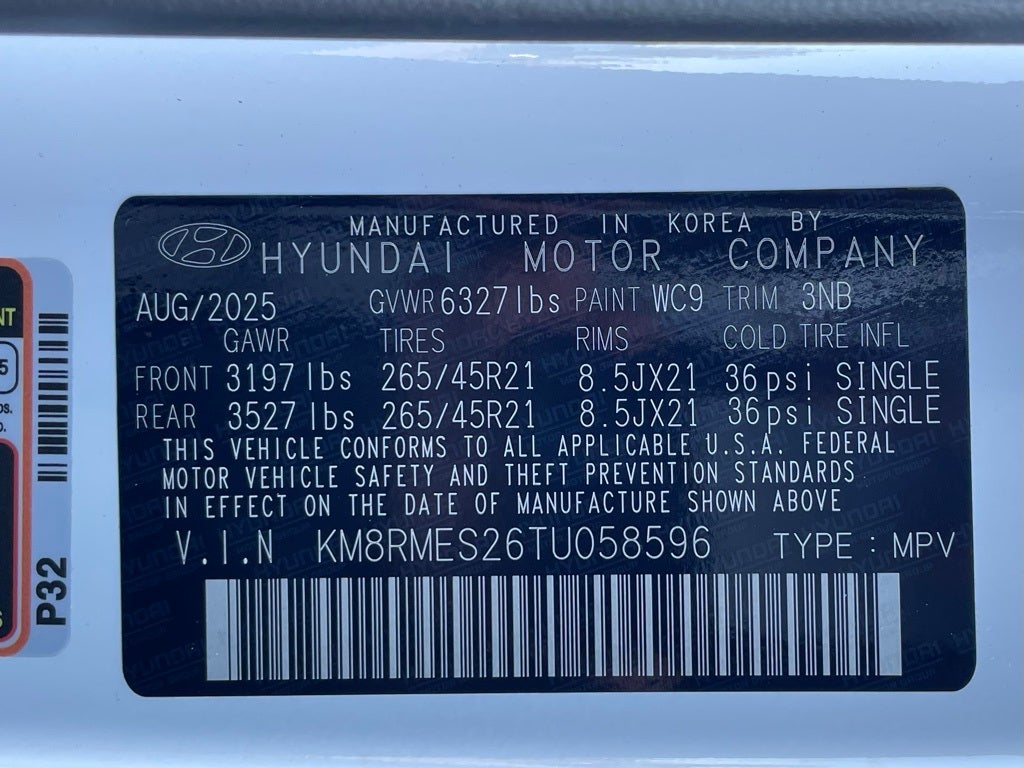 MANUFACTURED IN KOREA BY
HYUNDAI MOTOR COMPANY
AUG/2025 GVWR 6327 lbs PAINT WC9 TRIM 3NB
GAWR TIRES RIMS COLD TIRE INFL
FRONT 3197 lbs 265/45R21 8.5JX21 36psi SINGLE
REAR 3527 lbs 265/45R21 8.5JX21 36psi SINGLE
THIS VEHICLE CONFORMS TO ALL APPLICABLE U.S.A. FEDERAL
MOTOR VEHICLE SAFETY AND THEFT PREVENTION STANDARDS
IN EFFECT ON THE DATE OF MANUFACTURE SHOWN ABOVE
V.I.N KM8RMES26TU058596 TYPE : MPV
P32